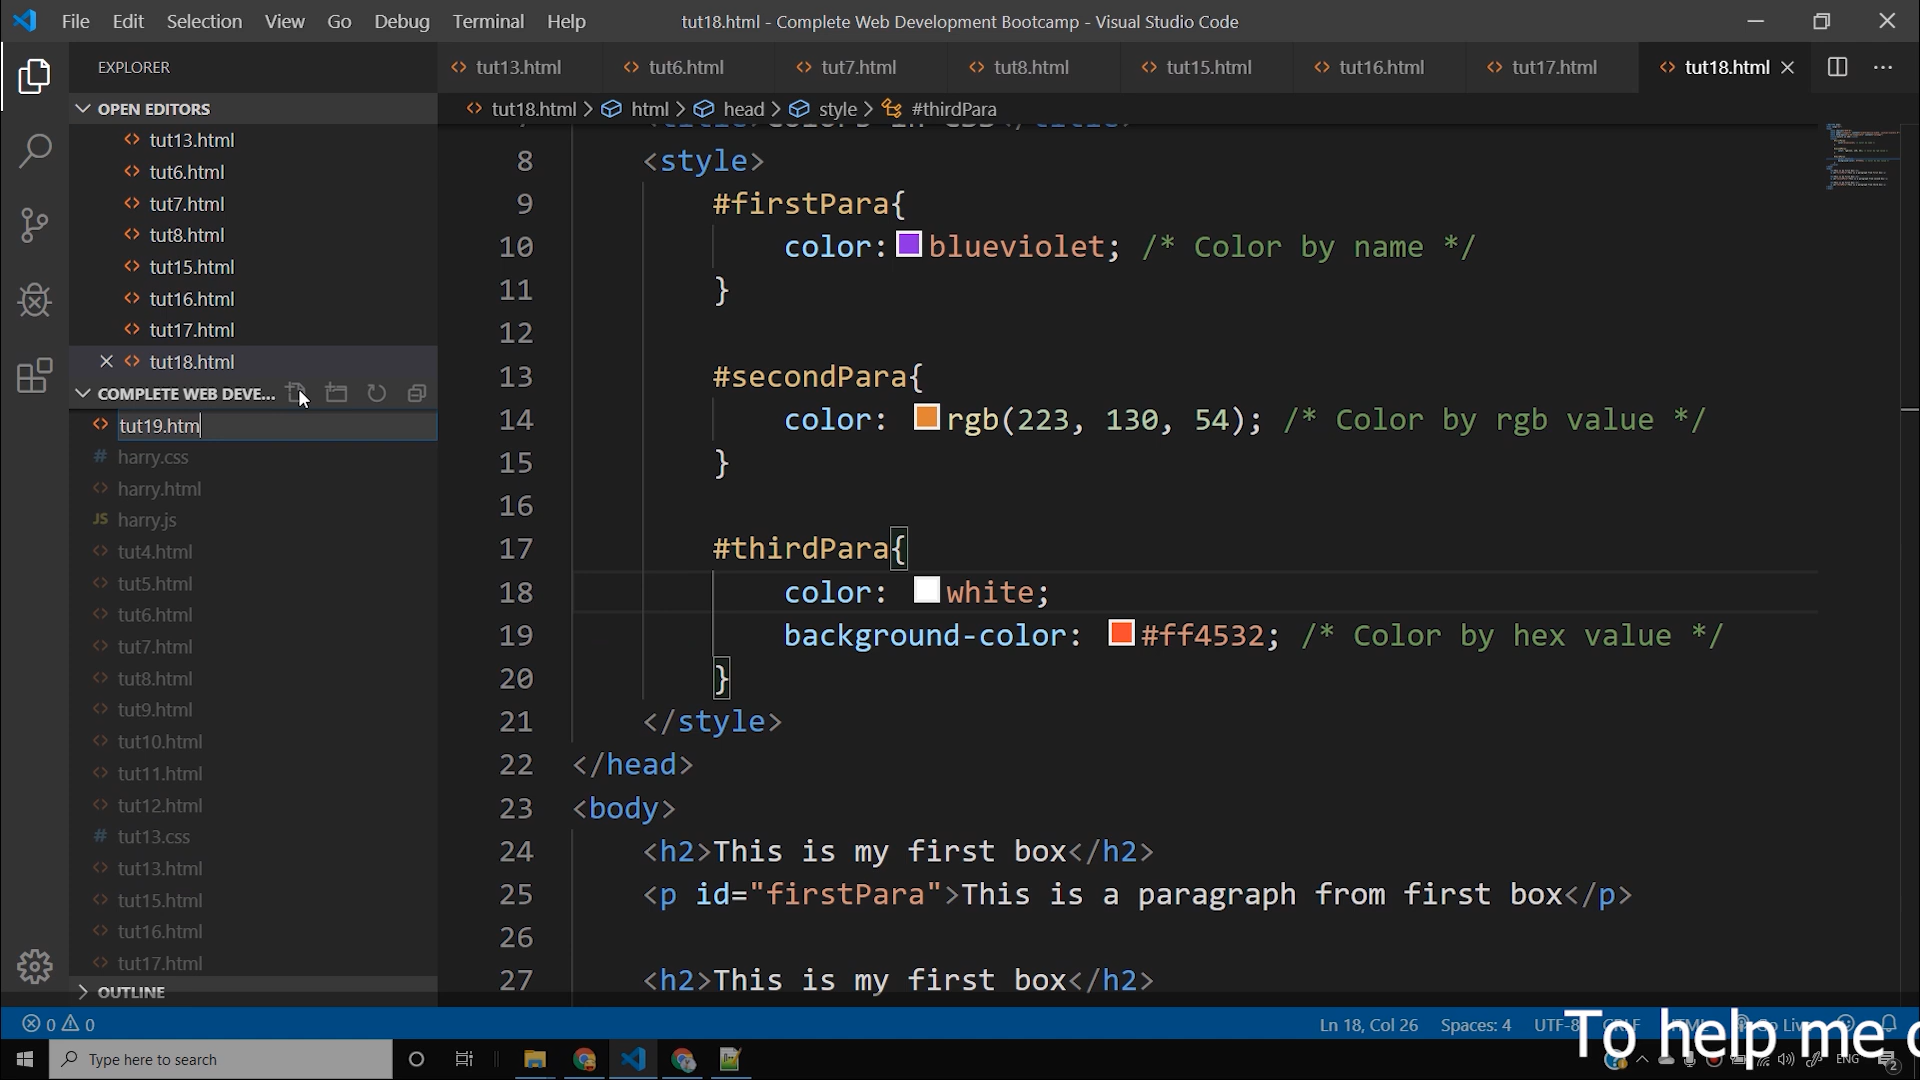 File Edit Selection View Go Debug Terminal Help
tut18.html - Complete Web Development Bootcamp - Visual Studio Code
EXPLORER
tut13.html tut6.html tut7.html tut8.html tut15.html tut16.html tut17.html tut18.html
OPEN EDITORS
tut13.html
tut6.html
tut7.html
tut8.html
tut15.html
tut16.html
tut17.html
tut18.html
COMPLETE WEB DEVE...
tut19.htm
harry.css
harry.html
JS harry.js
tut4.html
tut5.html
tut6.html
tut7.html
tut8.html
tut9.html
tut10.html
tut11.html
tut12.html
tut13.css
tut13.html
tut15.html
tut16.html
tut17.html
OUTLINE
tut18.html > html > head > style > #thirdPara
8 <style>
9 #firstPara{
10 color: blueviolet; /* Color by name */
11 }
12
13 #secondPara{
14 color: rgb(223, 130, 54); /* Color by rgb value */
15 }
16
17 #thirdPara{
18 color: white;
19 background-color: #ff4532; /* Color by hex value */
20 }
21 </style>
22 </head>
23 <body>
24 <h2>This is my first box</h2>
25 <p id="firstPara">This is a paragraph from first box</p>
26
27 <h2>This is my first box</h2>
0 0
Ln 18, Col 26 Spaces: 4 UTF-8 CRLF HTML Go Live
To help me
Type here to search
ENG
2